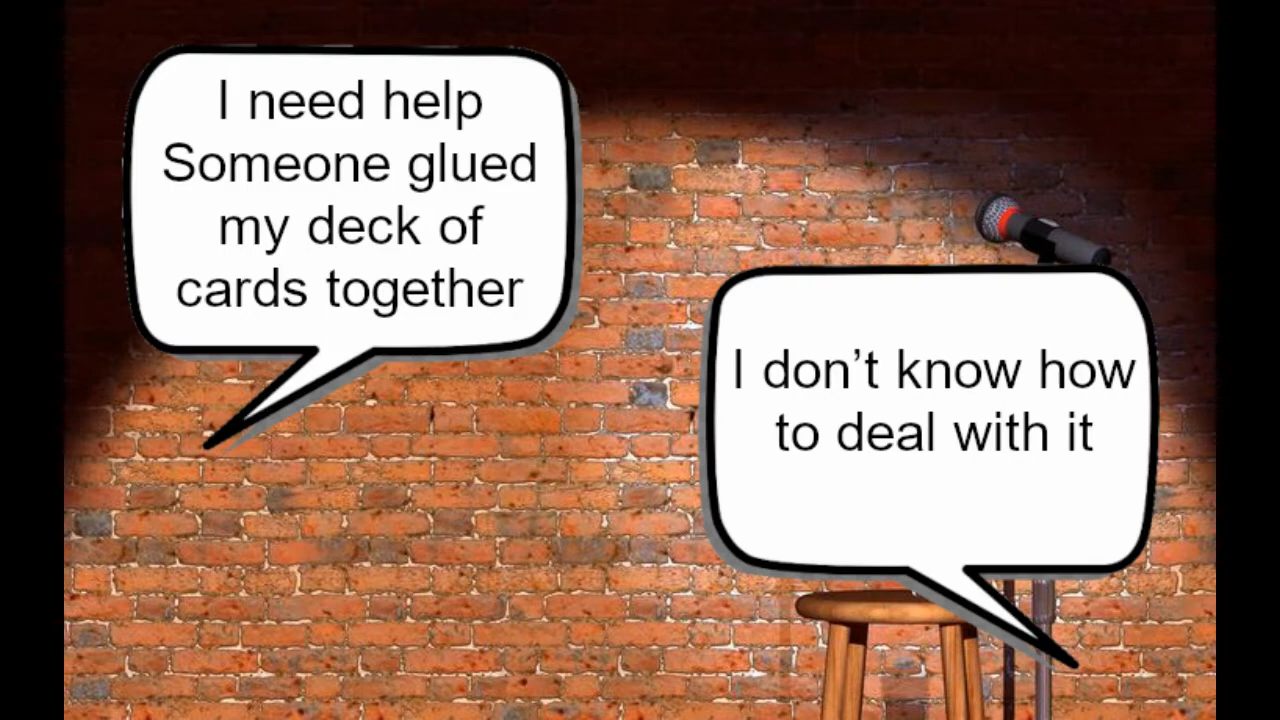 I need help
Someone glued
my deck of
cards together
I don’t know how
to deal with it